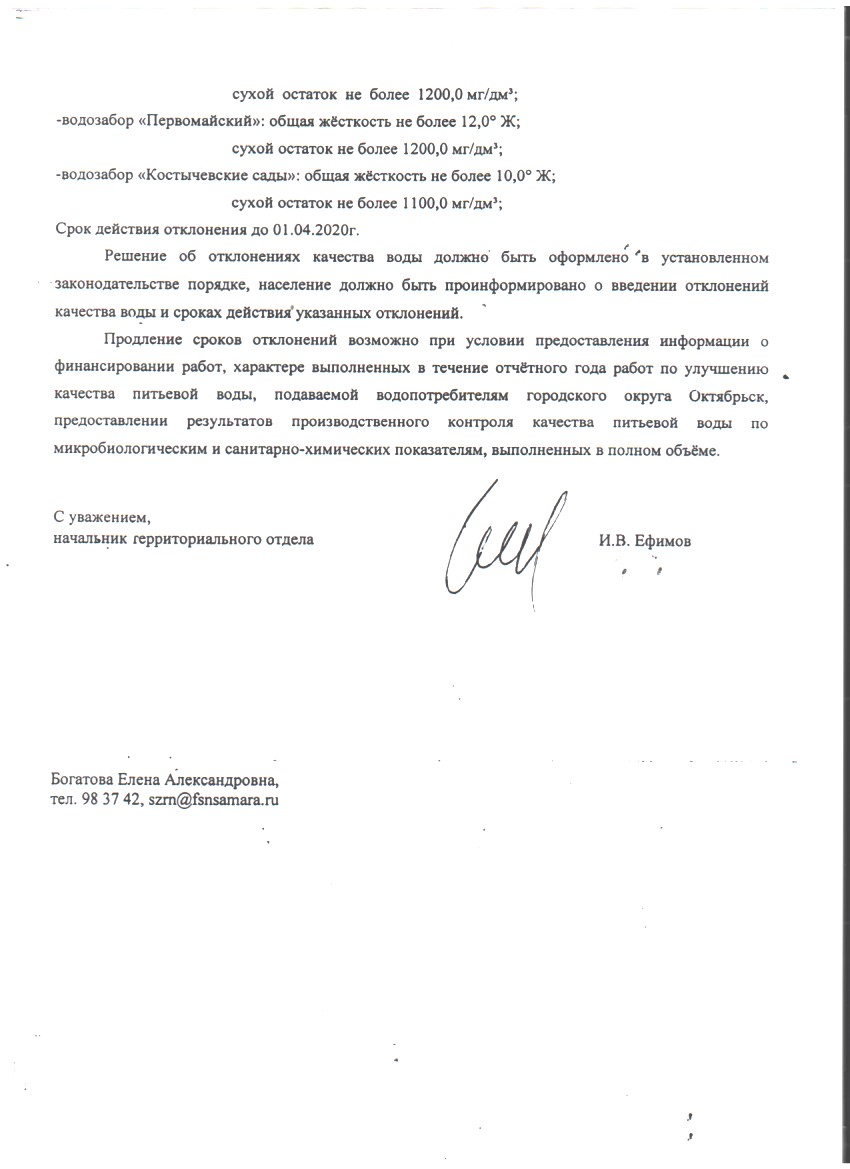 сухой остаток не более 1200,0 мг/дм³;
-водозабор «Первомайский»: общая жёсткость не более 12,0° Ж;
сухой остаток не более 1200,0 мг/дм³;
-водозабор «Костычевские сады»: общая жёсткость не более 10,0° Ж;
сухой остаток не более 1100,0 мг/дм³;
Срок действия отклонения до 01.04.2020г.
Решение об отклонениях качества воды должно быть оформлено в установленном
законодательстве порядке, население должно быть проинформировано о введении отклонений
качества воды и сроках действия указанных отклонений.
Продление сроков отклонений возможно при условии предоставления информации о
финансировании работ, характере выполненных в течение отчётного года работ по улучшению
качества питьевой воды, подаваемой водопотребителям городского округа Октябрьск,
предоставлении результатов производственного контроля качества питьевой воды по
микробиологическим и санитарно-химических показателям, выполненных в полном объёме.
С уважением,
начальник территориального отдела И.В. Ефимов
Богатова Елена Александровна,
тел. 98 37 42, szrn@fsnsamara.ru